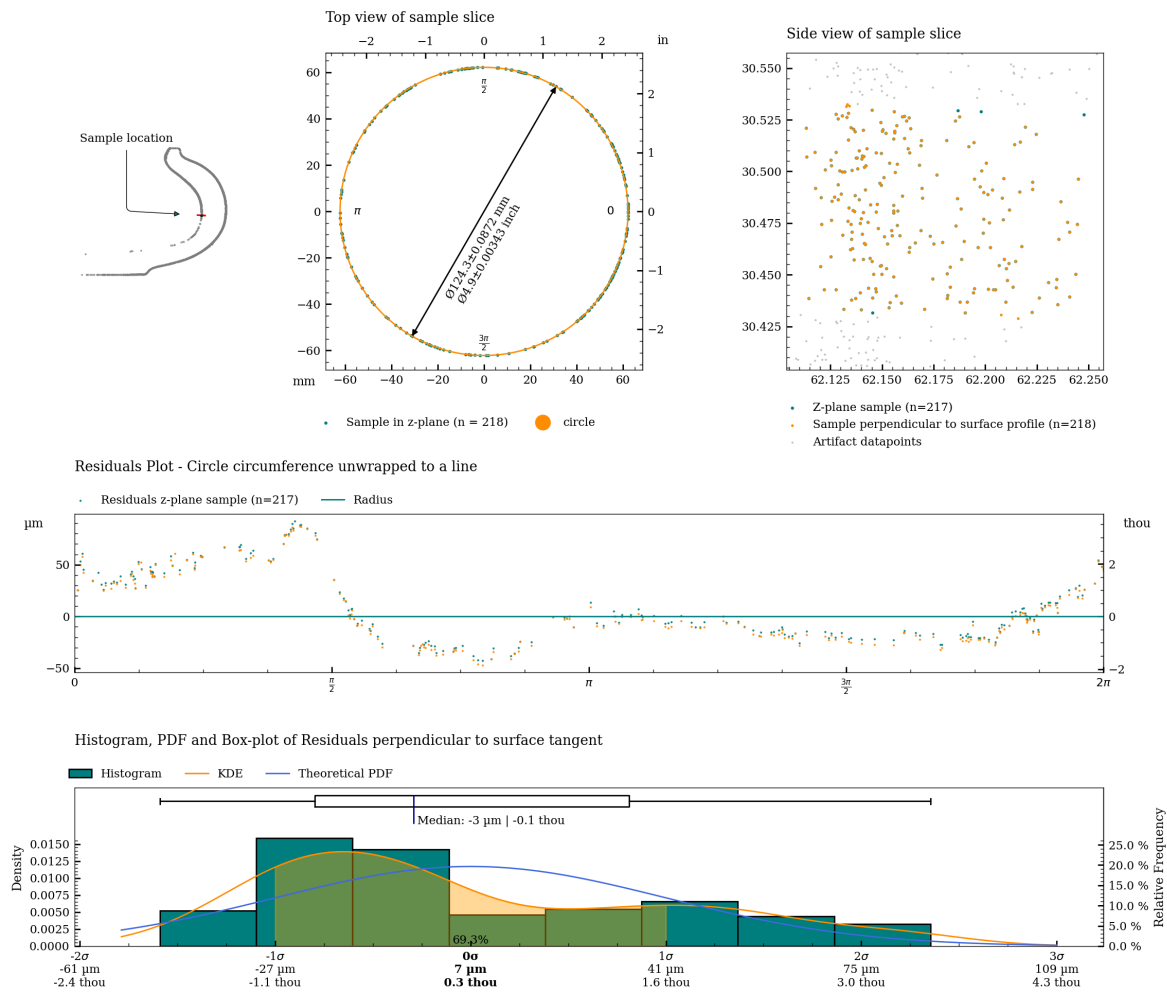 Top view of sample slice
−2 −1 0 1 2 in
60
40
20
0
−20
−40
−60
2
1
0
−1
−2
π/2
π
0
3π/2
Ø124.3±0.0872 mm
Ø4.9±0.00343 inch
mm −60 −40 −20 0 20 40 60
Sample in z-plane (n = 218) circle
Sample location
Side view of sample slice
30.550
30.525
30.500
30.475
30.450
30.425
62.125 62.150 62.175 62.200 62.225 62.250
Z-plane sample (n=217)
Sample perpendicular to surface profile (n=218)
Artifact datapoints
Residuals Plot - Circle circumference unwrapped to a line
Residuals z-plane sample (n=217) Radius
µm thou
50
0
−50
2
0
−2
0 π/2 π 3π/2 2π
Histogram, PDF and Box-plot of Residuals perpendicular to surface tangent
Histogram KDE Theoretical PDF
Median: -3 µm | -0.1 thou
Density
0.0150
0.0125
0.0100
0.0075
0.0050
0.0025
0.0000
25.0 %
20.0 %
15.0 %
10.0 %
5.0 %
0.0 %
Relative Frequency
69.3%
-2σ -1σ 0σ 1σ 2σ 3σ
-61 µm -27 µm 7 µm 41 µm 75 µm 109 µm
-2.4 thou -1.1 thou 0.3 thou 1.6 thou 3.0 thou 4.3 thou